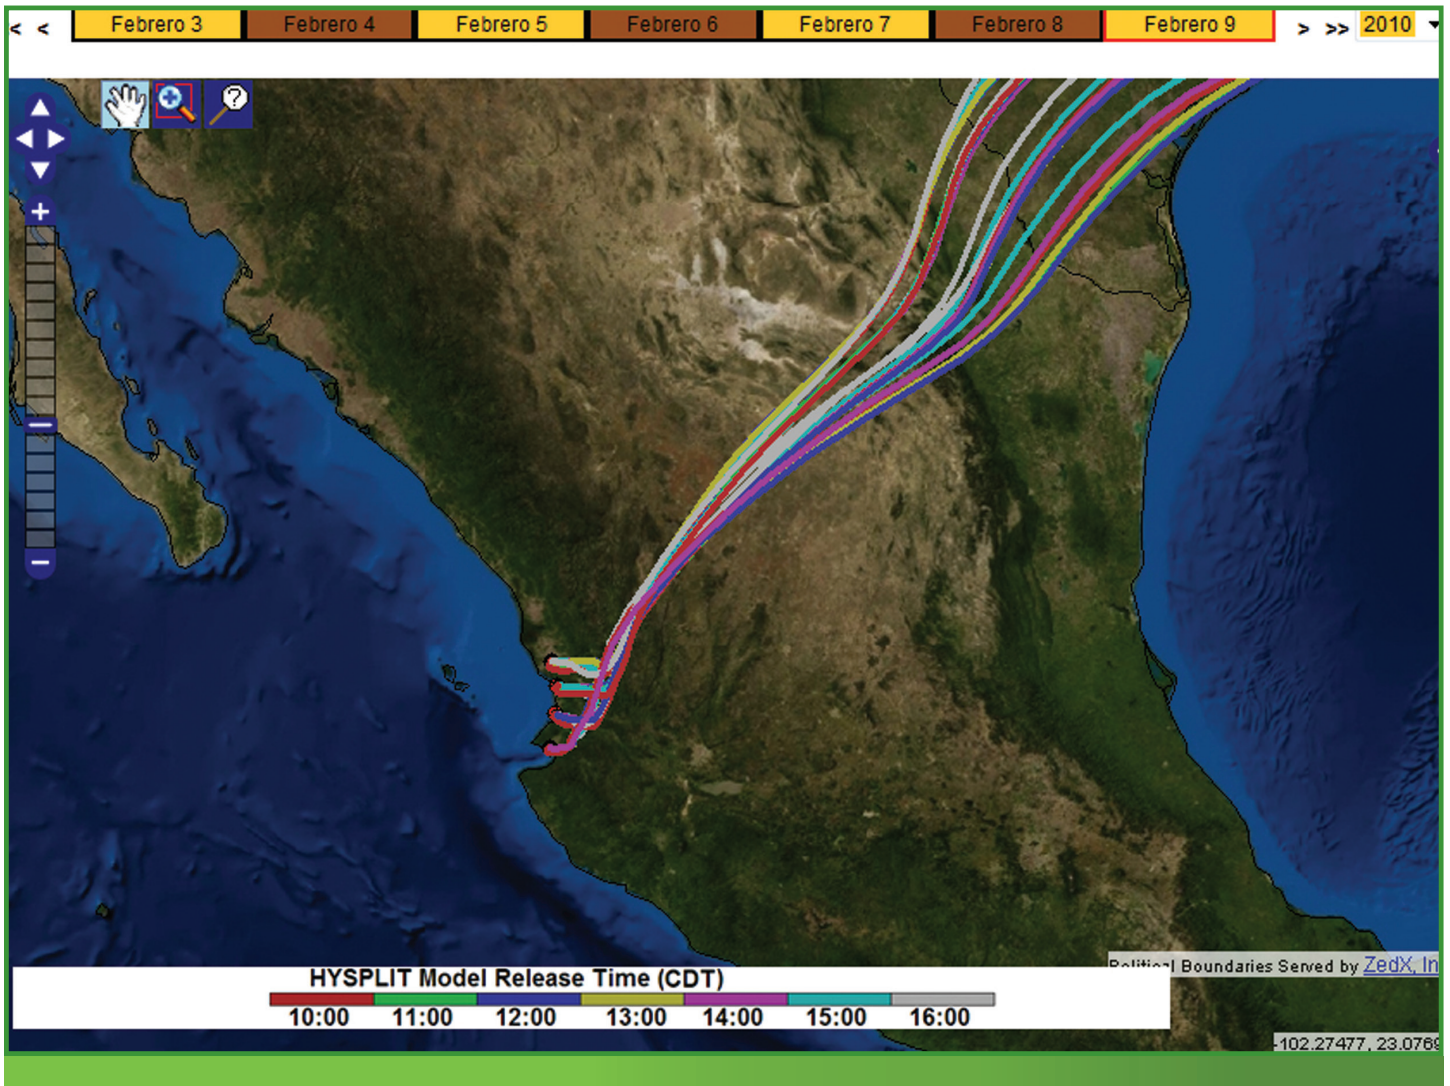 < < Febrero 3 Febrero 4 Febrero 5 Febrero 6 Febrero 7 Febrero 8 Febrero 9 > >> 2010
?
+
−
−
Political Boundaries Served by ZedX, In
HYSPLIT Model Release Time (CDT)
10:00 11:00 12:00 13:00 14:00 15:00 16:00
-102.27477, 23.0769